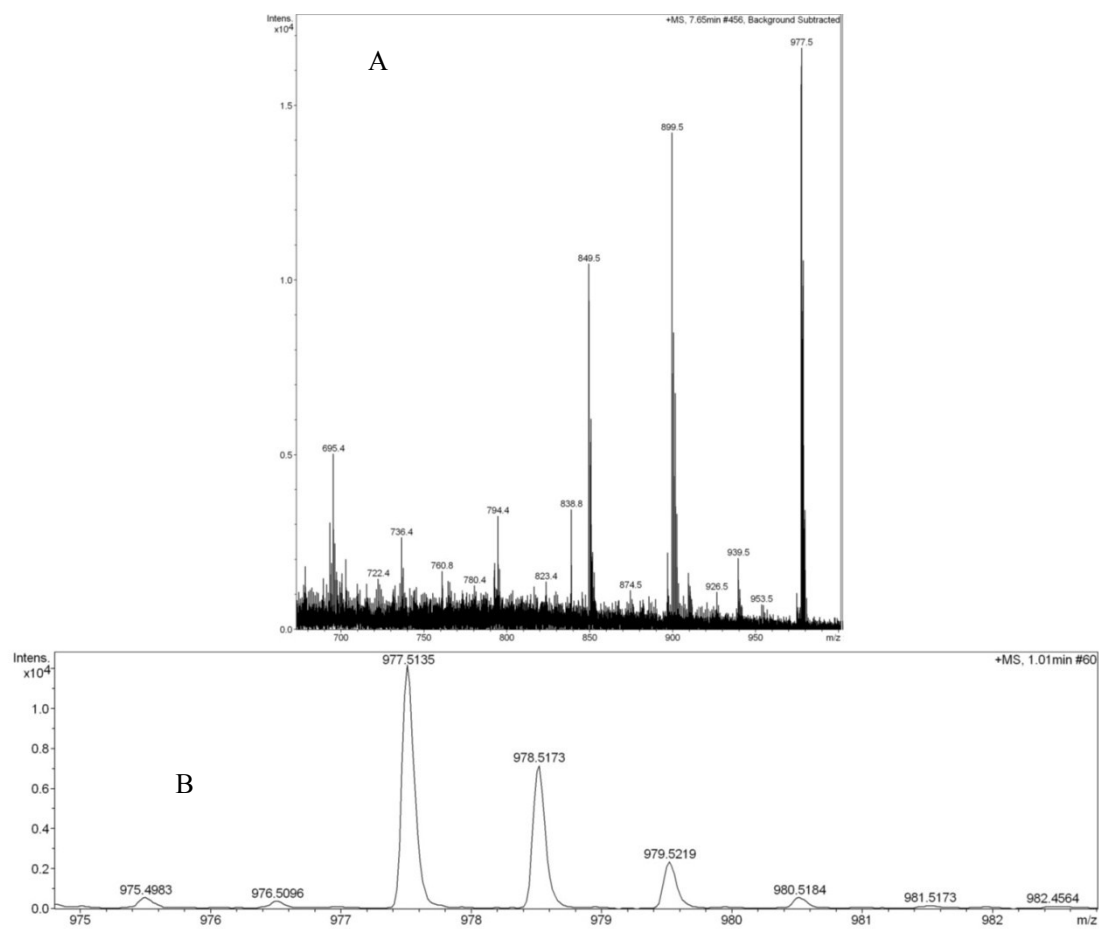 Intens.
x10⁴
+MS, 7.65min #456, Background Subtracted
A
977.5
1.5
899.5
849.5
1.0
0.5
695.4
838.8
794.4
736.4
939.5
760.8
722.4
780.4
823.4
874.5
926.5
953.5
0.0
700 750 800 850 900 950 m/z
Intens.
x10⁴
977.5135
+MS, 1.01min #60
1.0
0.8
978.5173
B
0.6
0.4
979.5219
0.2
975.4983 976.5096 980.5184 981.5173 982.4564
0.0
975 976 977 978 979 980 981 982 m/z